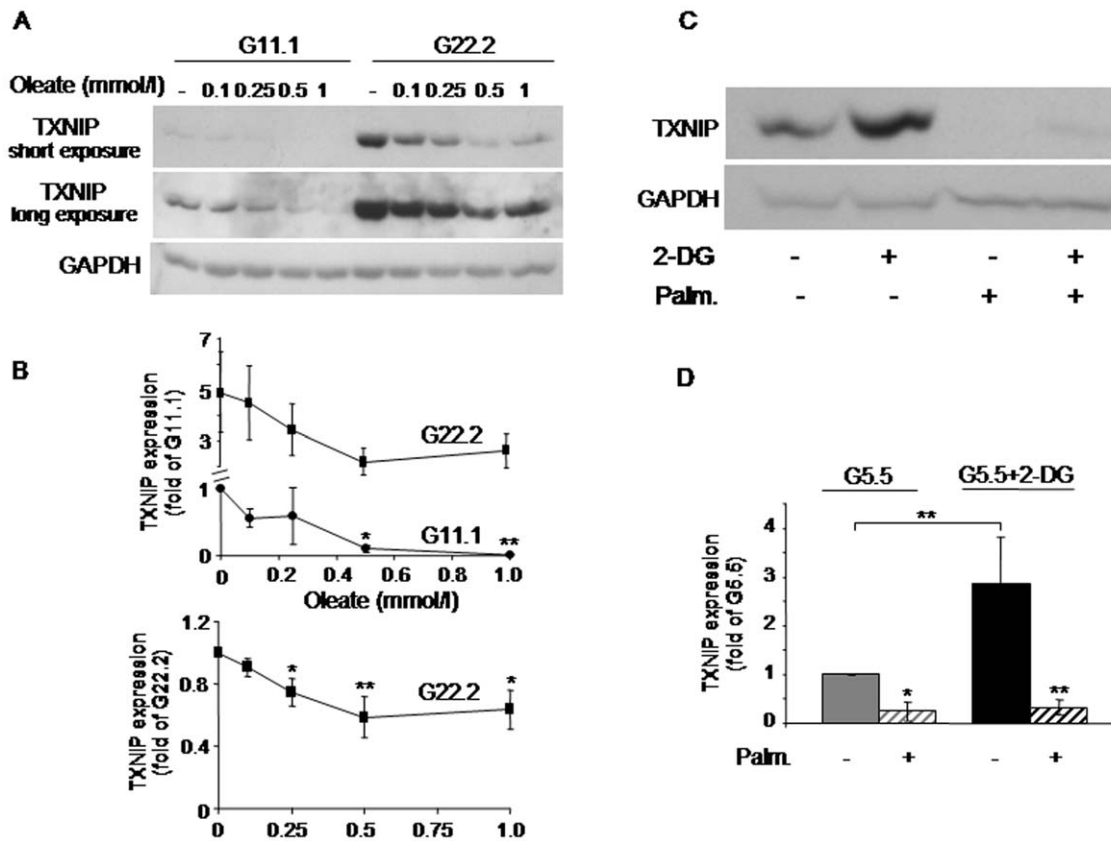 A
G11.1 G22.2
Oleate (mmol/l) - 0.1 0.25 0.5 1 - 0.1 0.25 0.5 1
TXNIP
short exposure
TXNIP
long exposure
GAPDH
B
TXNIP expression
(fold of G11.1)
7
5
3
1
0
G22.2
G11.1
*
**
0 0.2 0.4 0.6 0.8 1.0
Oleate (mmol/l)
TXNIP expression
(fold of G22.2)
1.2
0.8
0.4
0
*
**
G22.2
*
0 0.25 0.50 0.75 1.0
C
TXNIP
GAPDH
2-DG - + - +
Palm. - - + +
D
G5.5 G5.5+2-DG
**
TXNIP expression
(fold of G5.5)
4
3
2
1
0
*
**
Palm. - + - +